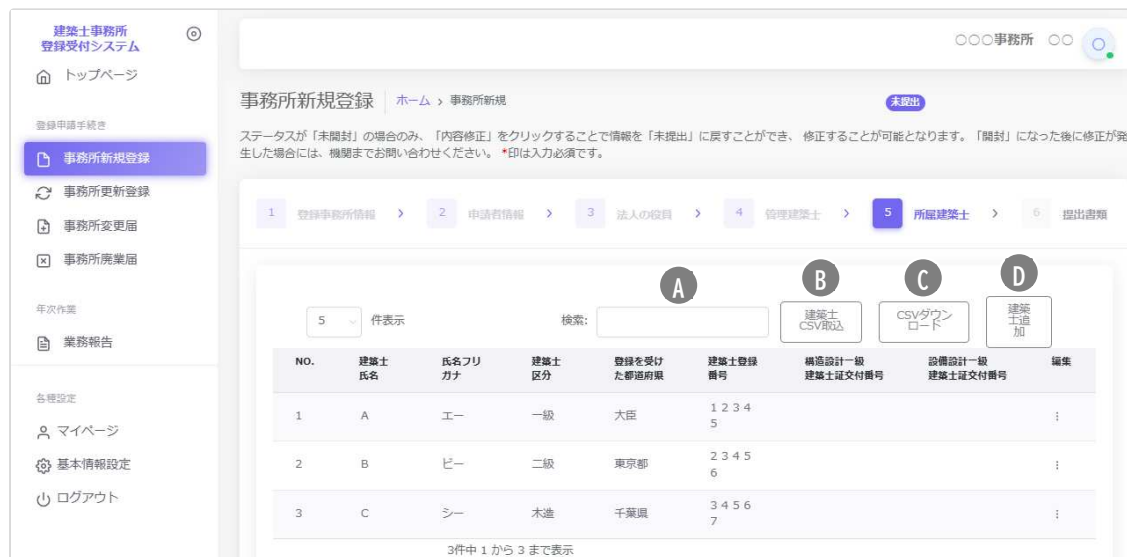 建築士事務所
登録受付システム
トップページ
登録申請手続き
事務所新規登録
事務所更新登録
事務所変更届
事務所廃業届
年次作業
業務報告
各種設定
マイページ
基本情報設定
ログアウト
○○○事務所 ○○ ○
事務所新規登録 ホーム › 事務所新規 未提出
ステータスが「未開封」の場合のみ、「内容修正」をクリックすることで情報を「未提出」に戻すことができ、 修正することが可能となります。「開封」になった後に修正が発
生した場合には、機関までお問い合わせください。 *印は入力必須です。
1 登録事務所情報 › 2 申請者情報 › 3 法人の役員 › 4 管理建築士 › 5 所属建築士 › 6 提出書類
A B C D
5 件表示 検索: 建築士 CSV取込 CSVダウンロード 建築士追加
NO. 建築士氏名 氏名フリガナ 建築士区分 登録を受けた都道府県 建築士登録番号 構造設計一級建築士証交付番号 設備設計一級建築士証交付番号 編集
1 A エー 一級 大臣 1 2 3 4 5
2 B ビー 二級 東京都 2 3 4 5 6
3 C シー 木造 千葉県 3 4 5 6 7
3件中 1 から 3 まで表示